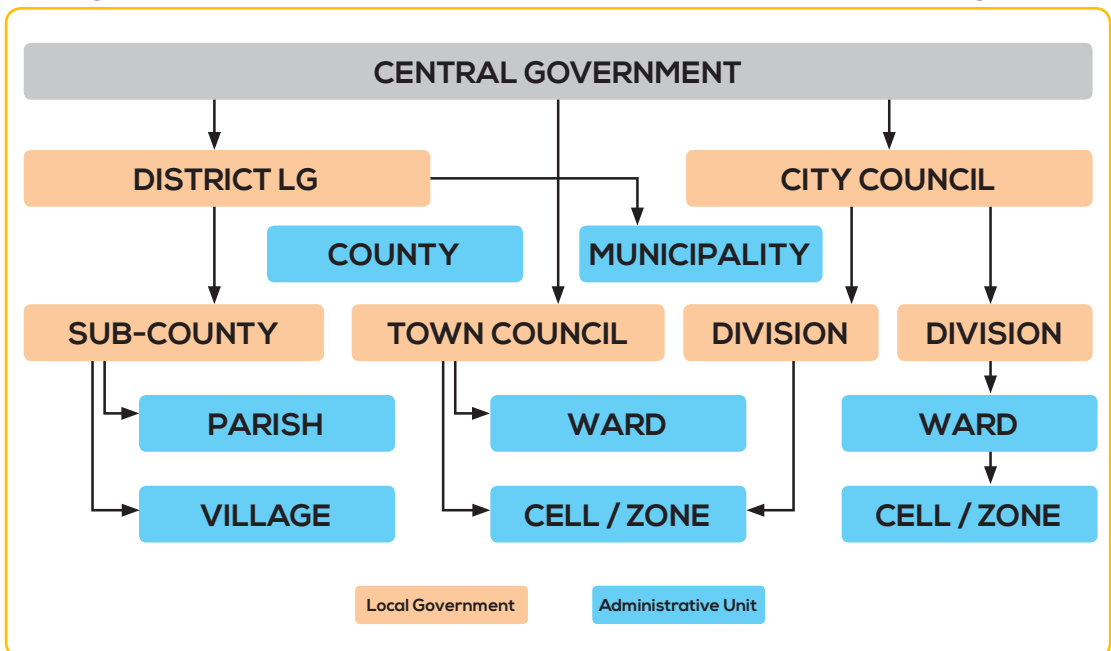 CENTRAL GOVERNMENT
DISTRICT LG
CITY COUNCIL
COUNTY
MUNICIPALITY
SUB-COUNTY
TOWN COUNCIL
DIVISION
DIVISION
PARISH
WARD
WARD
VILLAGE
CELL / ZONE
CELL / ZONE
Local Government
Administrative Unit